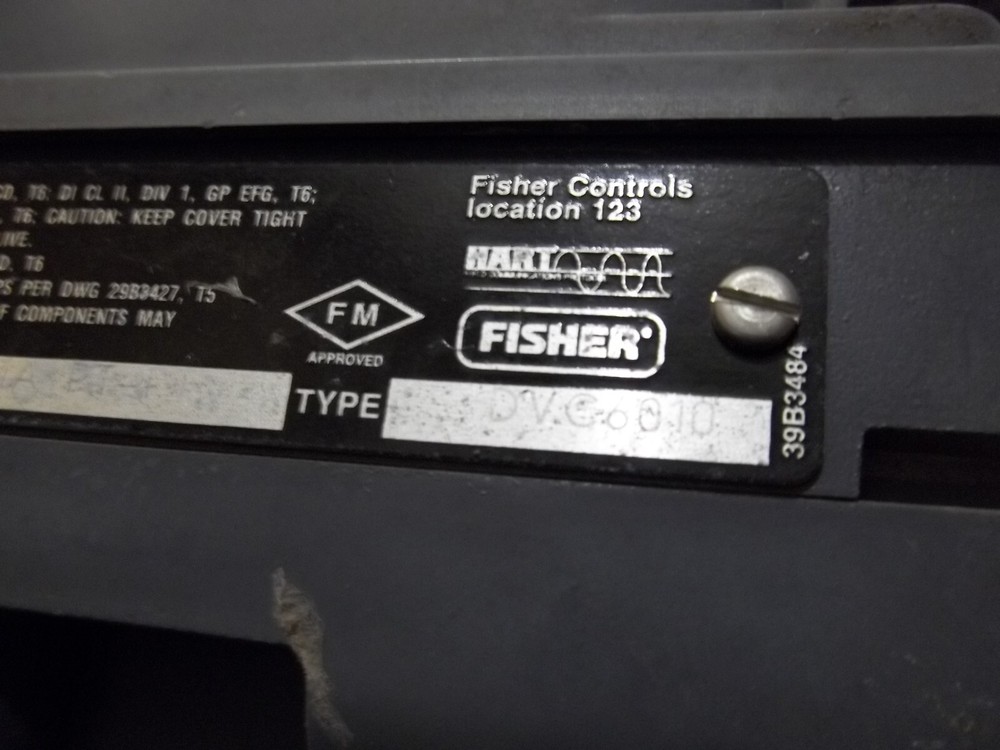 CD, T6: DI CL II, DIV 1, GP EFG, T6;
, T6: CAUTION: KEEP COVER TIGHT
LIVE.
D. T6
PS PER DWG 29B3427, T5
F COMPONENTS MAY
FM
APPROVED
Fisher Controls
location 123
HART
FISHER
TYPE DVC6010
39B3484